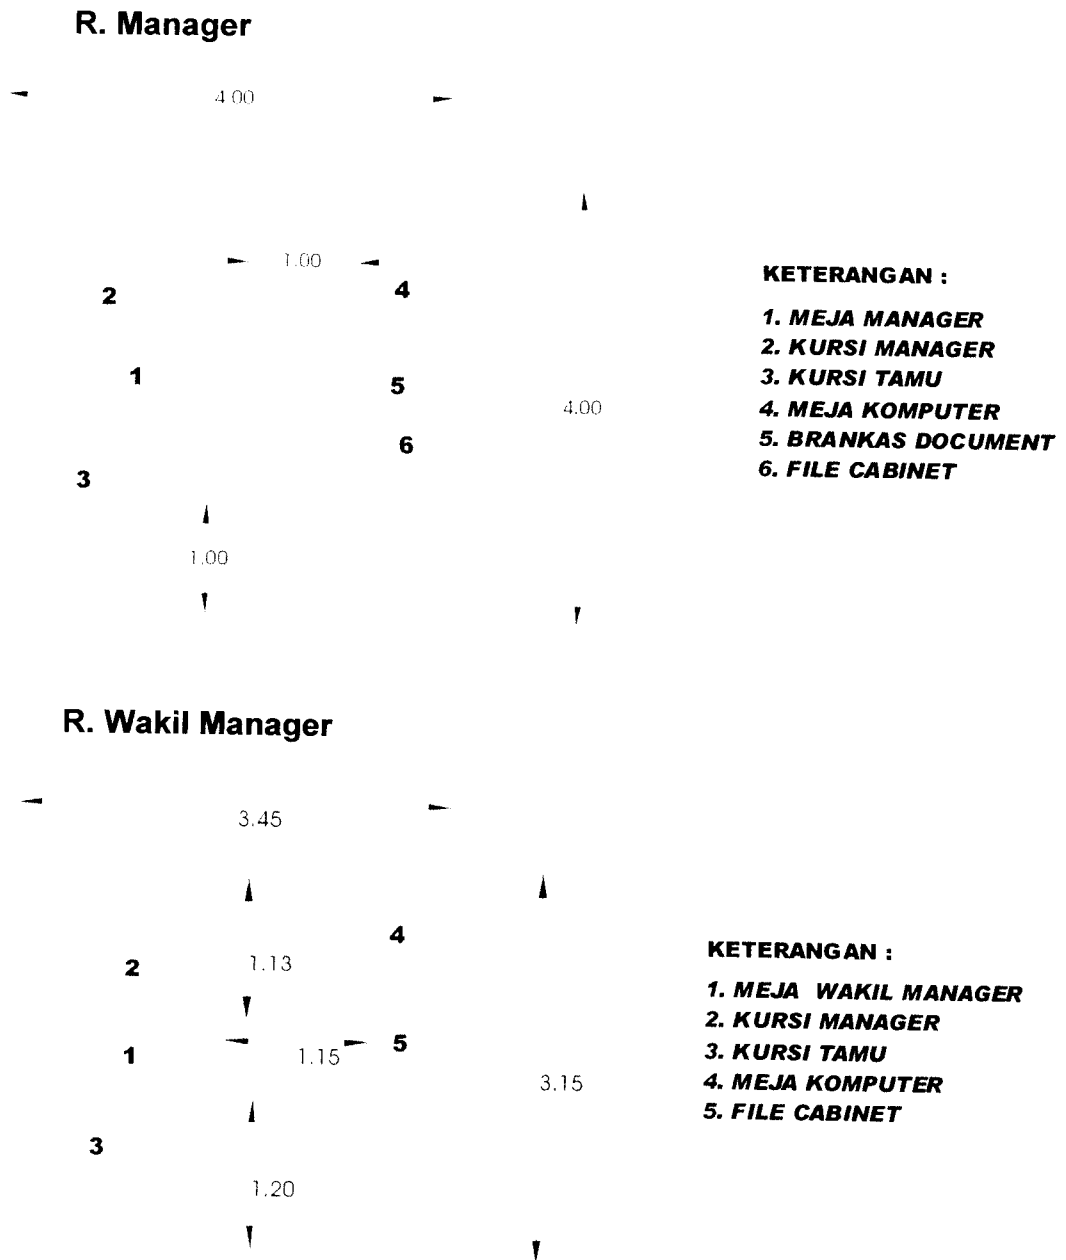 R. Manager
4.00
1.00
2
4
1
5
6
3
1.00
4.00
KETERANGAN :
1. MEJA MANAGER
2. KURSI MANAGER
3. KURSI TAMU
4. MEJA KOMPUTER
5. BRANKAS DOCUMENT
6. FILE CABINET
R. Wakil Manager
3.45
4
2
1.13
1
1.15
5
3
1.20
3.15
KETERANGAN :
1. MEJA WAKIL MANAGER
2. KURSI MANAGER
3. KURSI TAMU
4. MEJA KOMPUTER
5. FILE CABINET